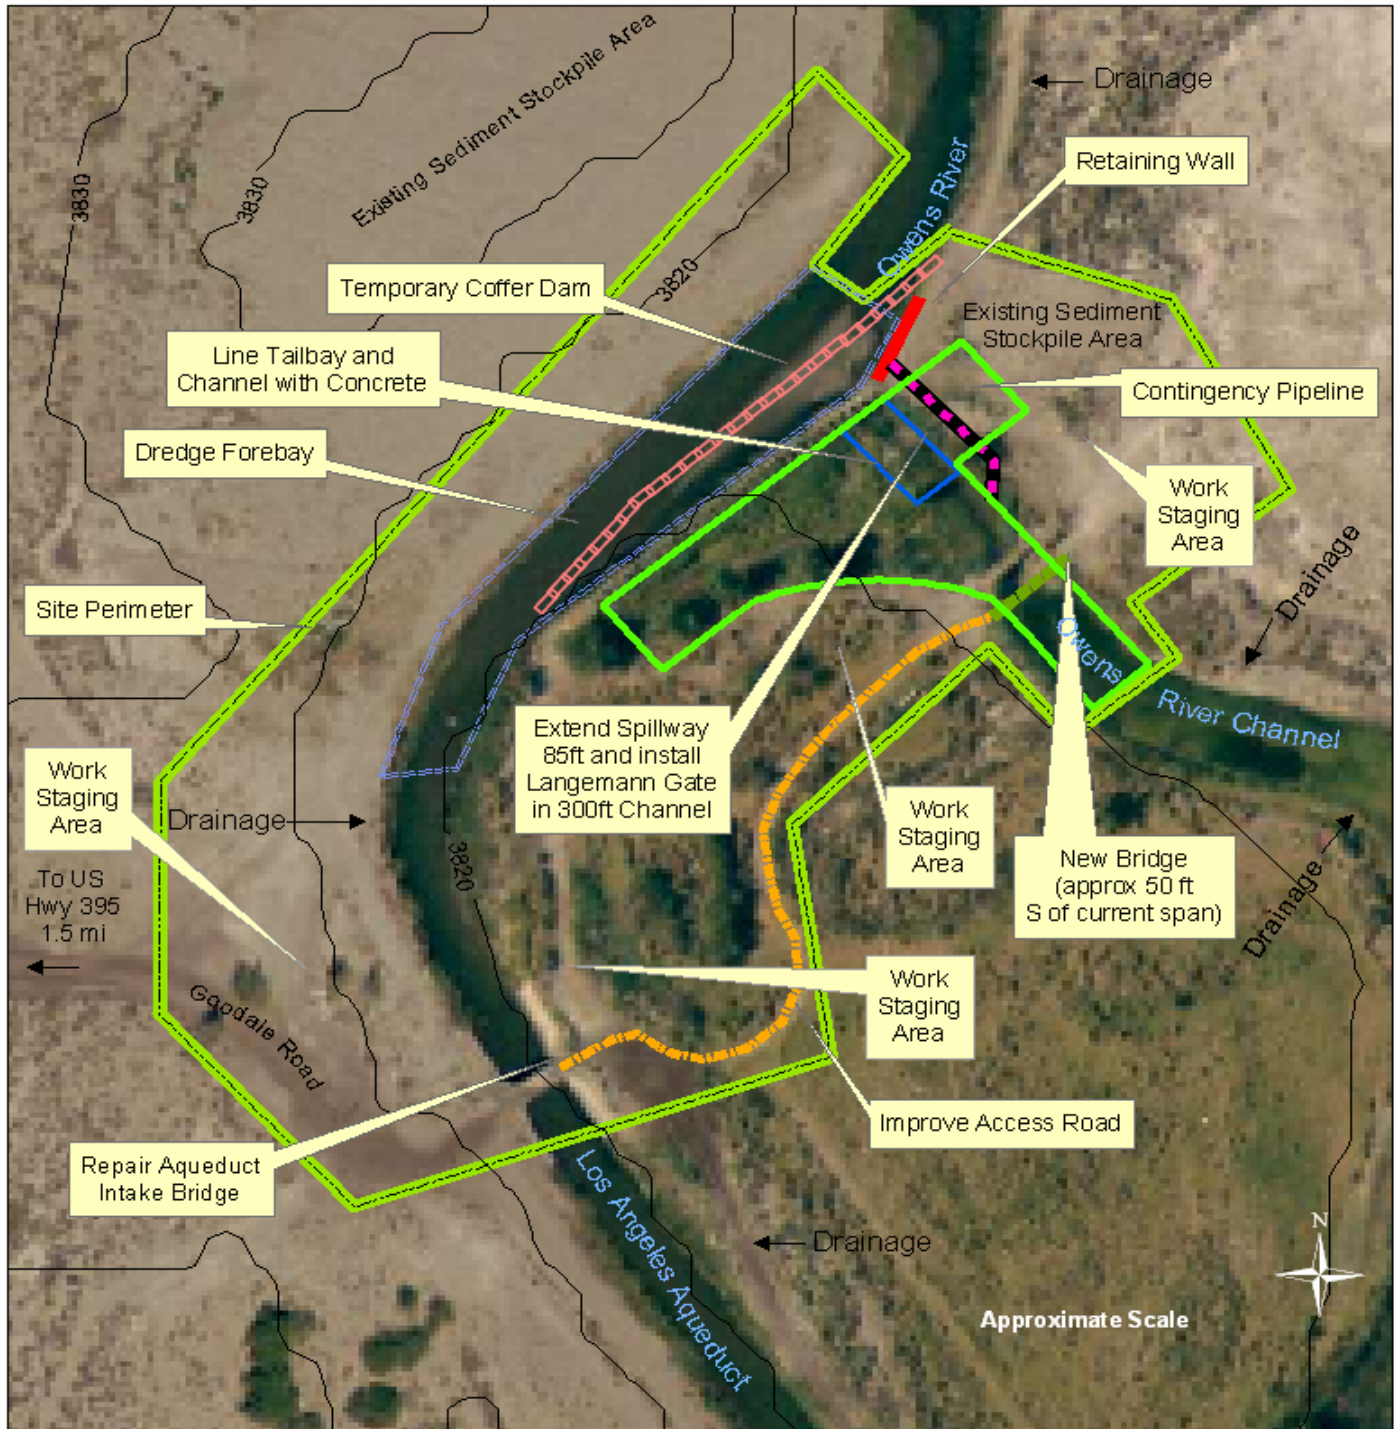 Existing Sediment Stockpile Area
Drainage
Retaining Wall
3830
3830
Owens River
3820
Temporary Coffer Dam
Existing Sediment
Stockpile Area
Line Tailbay and
Channel with Concrete
Contingency Pipeline
Dredge Forebay
Work
Staging
Area
Drainage
Site Perimeter
Owens
River Channel
Extend Spillway
85ft and install
Langemann Gate
in 300ft Channel
Work
Staging
Area
Drainage
Work
Staging
Area
New Bridge
(approx 50 ft
S of current span)
3820
To US
Hwy 395
1.5 mi
Drainage
Work
Staging
Area
Goodale Road
Improve Access Road
Repair Aqueduct
Intake Bridge
Los Angeles Aqueduct
Drainage
N
Approximate Scale